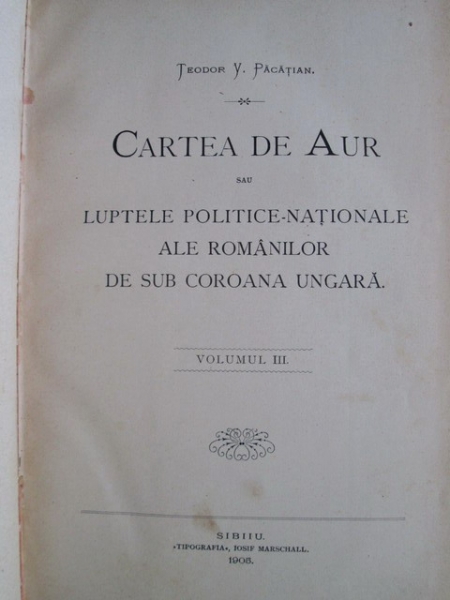 TEODOR V. PĂCĂȚIAN.
CARTEA DE AUR
SAU
LUPTELE POLITICE-NAȚIONALE
ALE ROMÂNILOR
DE SUB COROANA UNGARĂ.
VOLUMUL III.
SIBIIU.
«TIPOGRAFIA», IOSIF MARSCHALL.
1905.